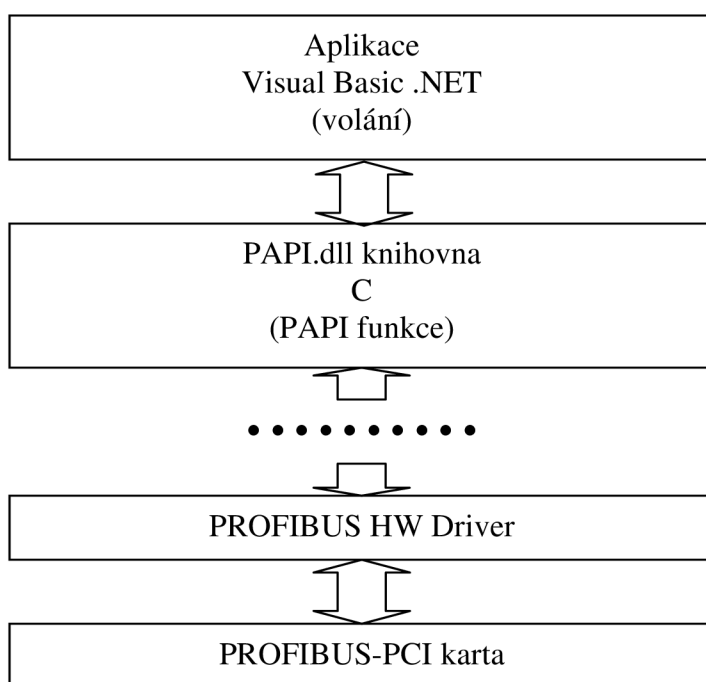 Aplikace
Visual Basic .NET
(volání)
PAPI.dll knihovna
C
(PAPI funkce)
PROFIBUS HW Driver
PROFIBUS-PCI karta